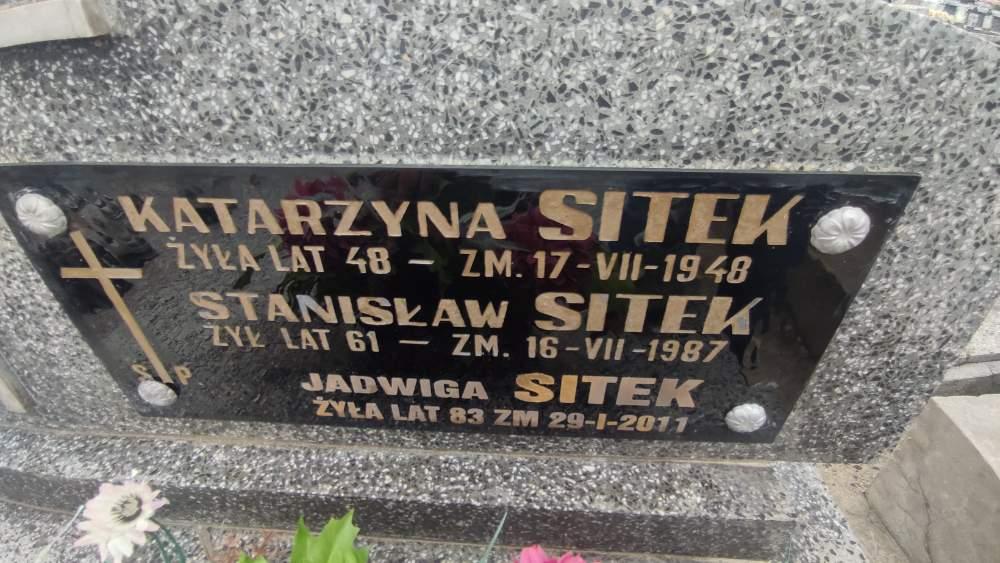 KATARZYNA SITEK
ŻYŁA LAT 48 – ZM. 17-VII-1948
STANISŁAW SITEK
ŻYŁ LAT 61 – ZM. 16-VII-1987
JADWIGA SITEK
ŻYŁA LAT 83 ZM 29-I-2011
Ś P